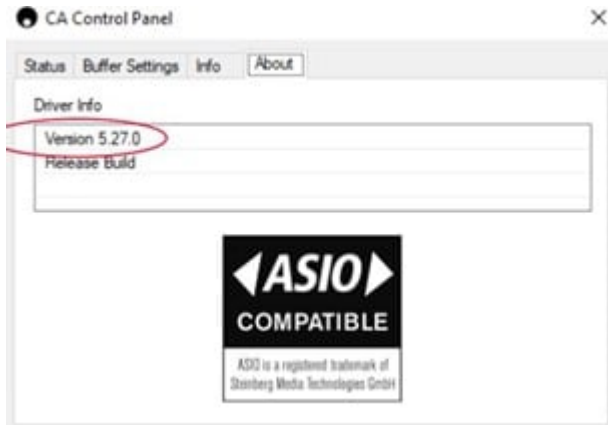 CA Control Panel
Status Buffer Settings Info About
Driver Info
Version 5.27.0
Release Build
ASIO
COMPATIBLE
ASIO is a registered trademark of
Steinberg Media Technologies GmbH